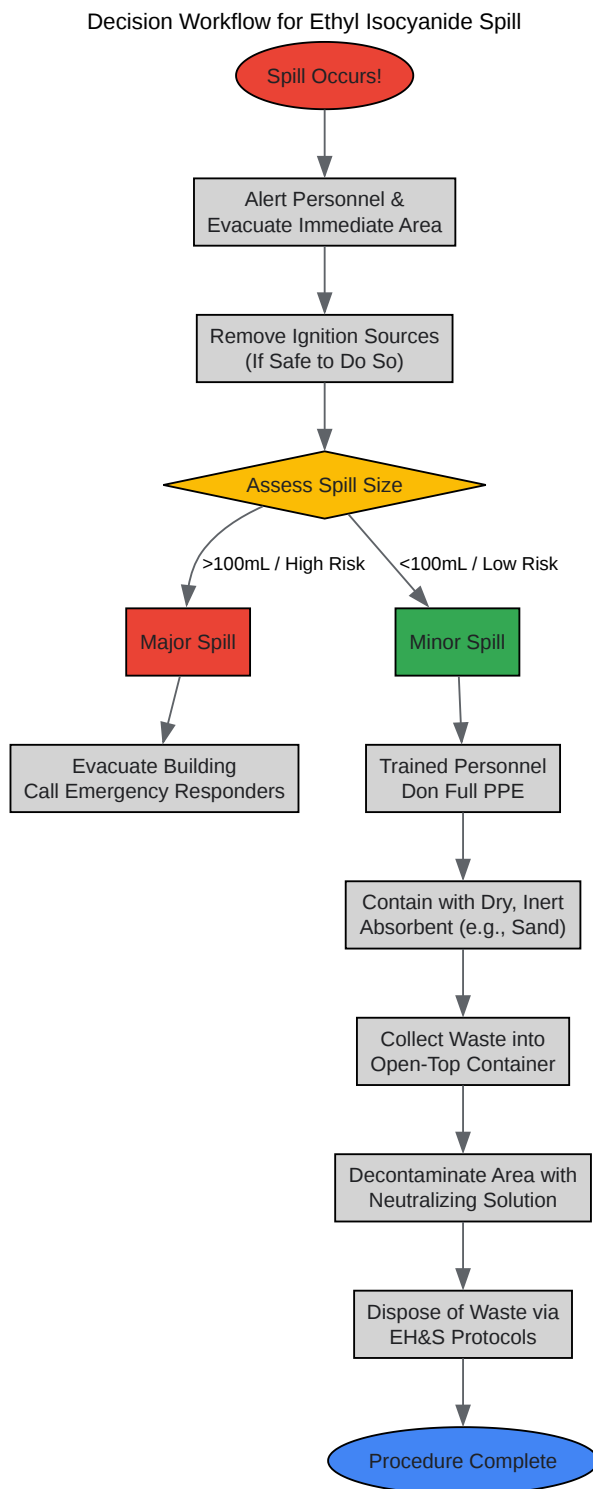 Decision Workflow for Ethyl Isocyanide Spill
Spill Occurs!
Alert Personnel &
Evacuate Immediate Area
Remove Ignition Sources
(If Safe to Do So)
Assess Spill Size
>100mL / High Risk
<100mL / Low Risk
Major Spill
Minor Spill
Evacuate Building
Call Emergency Responders
Trained Personnel
Don Full PPE
Contain with Dry, Inert
Absorbent (e.g., Sand)
Collect Waste into
Open-Top Container
Decontaminate Area with
Neutralizing Solution
Dispose of Waste via
EH&S Protocols
Procedure Complete